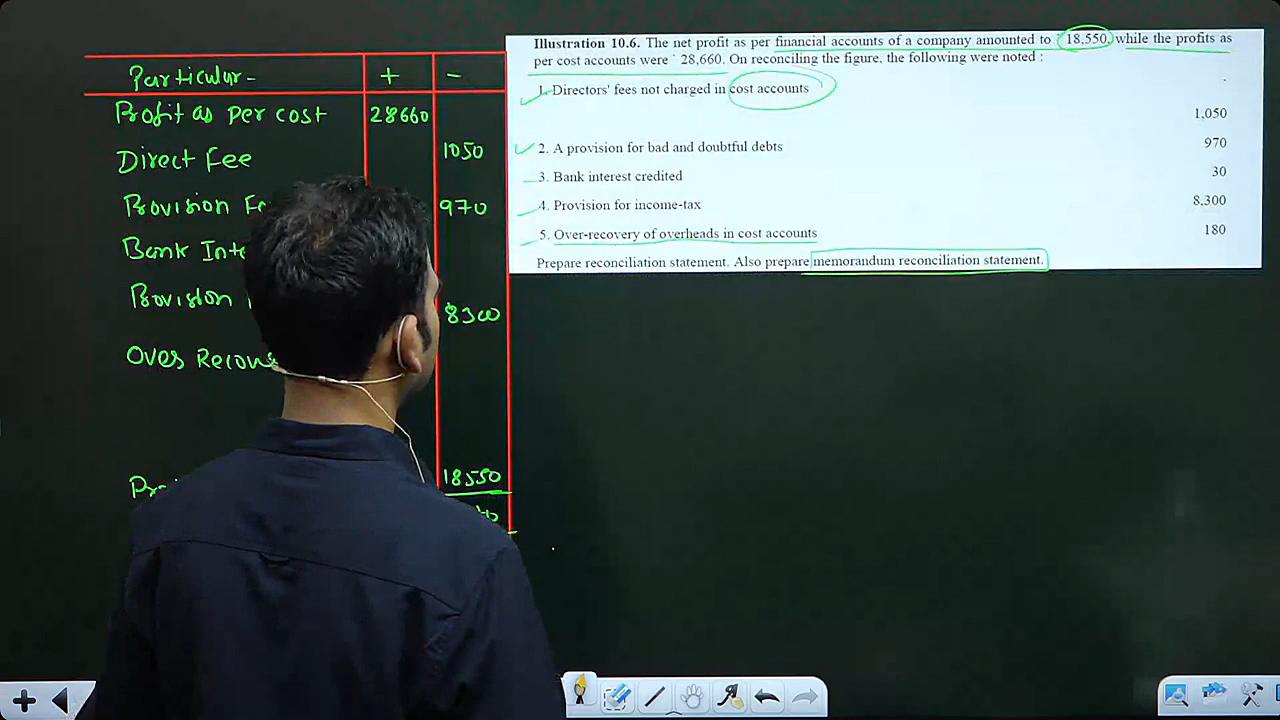 Particular-
+
-
Profit as per cost
28660
Direct Fee
1050
Provision
970
Bank
Provision
8300
Over
18550
Illustration 10.6. The net profit as per financial accounts of a company amounted to ` 18,550, while the profits as
per cost accounts were ` 28,660. On reconciling the figure, the following were noted :
1. Directors' fees not charged in cost accounts
1,050
2. A provision for bad and doubtful debts 970
3. Bank interest credited 30
4. Provision for income-tax 8,300
5. Over-recovery of overheads in cost accounts 180
Prepare reconciliation statement. Also prepare memorandum reconciliation statement.